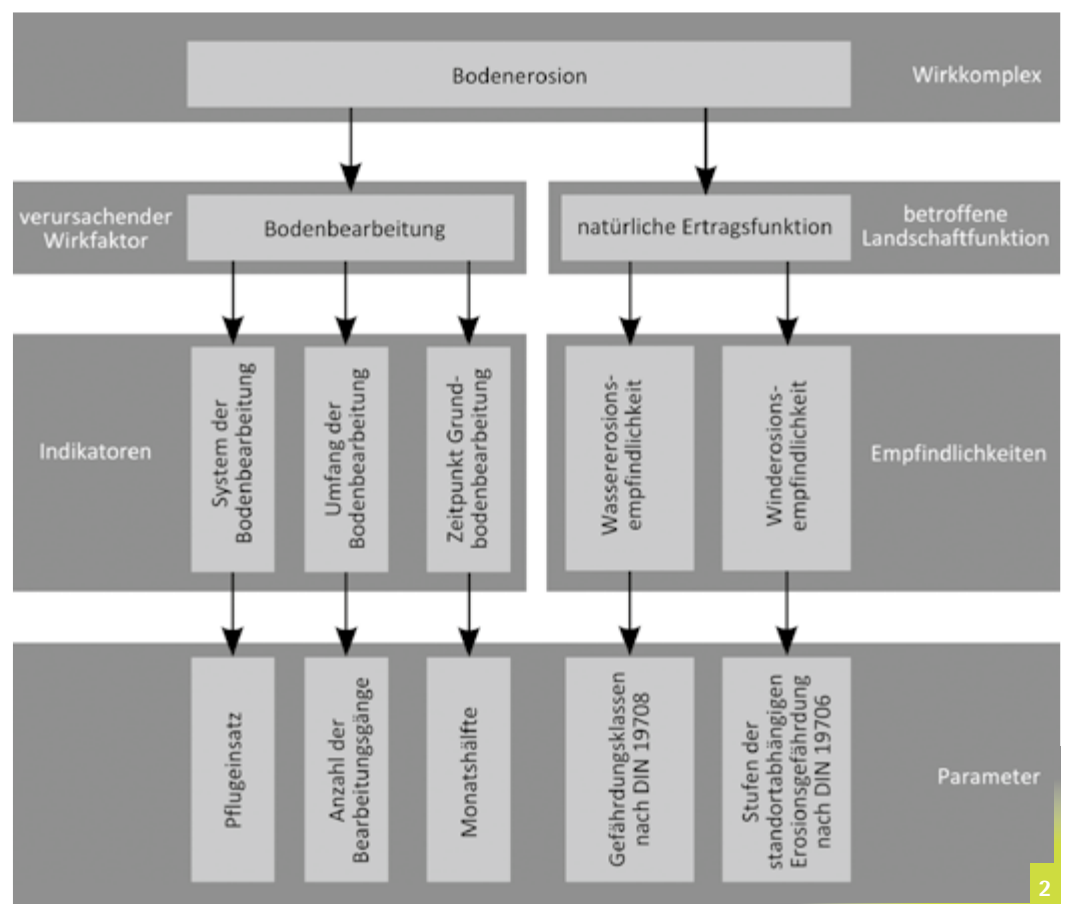 Bodenerosion
Wirkkomplex
verursachender
Wirkfaktor
Bodenbearbeitung
natürliche Ertragsfunktion
betroffene
Landschaftfunktion
Indikatoren
System der
Bodenbearbeitung
Umfang der
Bodenbearbeitung
Zeitpunkt Grund-
bodenbearbeitung
Wassererosions-
empfindlichkeit
Winderosions-
empfindlichkeit
Empfindlichkeiten
Pflugeinsatz
Anzahl der
Bearbeitungsgänge
Monatshälfte
Gefährdungsklassen
nach DIN 19708
Stufen der
standortabhängigen
Erosionsgefährdung
nach DIN 19706
Parameter
2